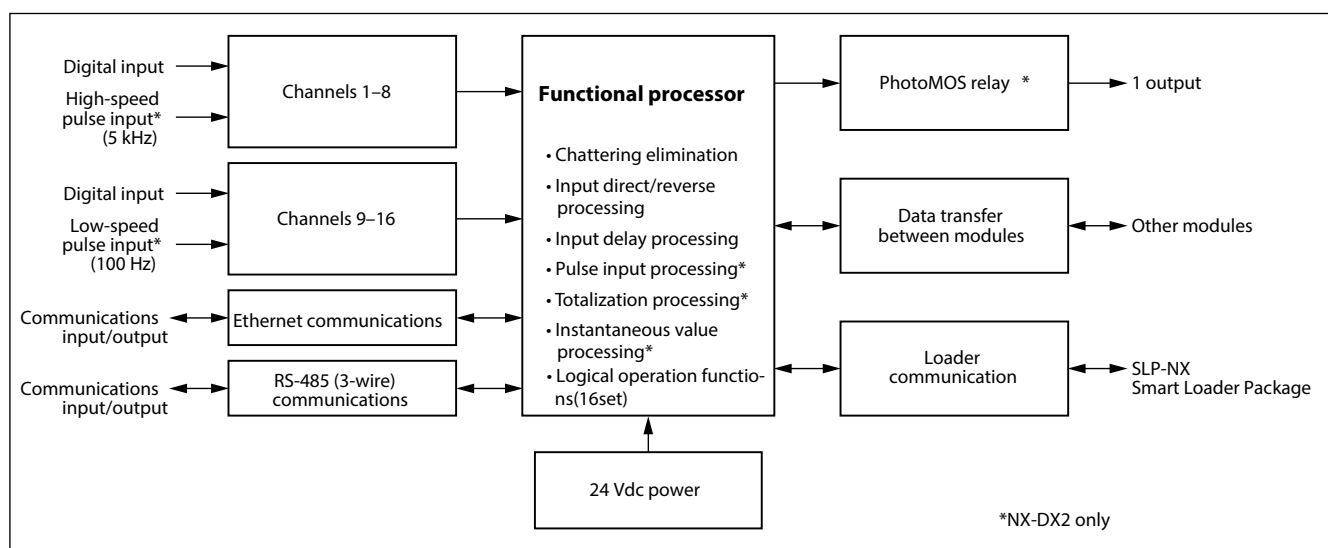 Digital input
High-speed
pulse input*
(5 kHz)
Channels 1–8
Digital input
Low-speed
pulse input*
(100 Hz)
Channels 9–16
Communications
input/output
Ethernet communications
Communications
input/output
RS-485 (3-wire)
communications
Functional processor
• Chattering elimination
• Input direct/reverse
processing
• Input delay processing
• Pulse input processing*
• Totalization processing*
• Instantaneous value
processing*
• Logical operation functio-
ns(16set)
24 Vdc power
PhotoMOS relay *
1 output
Data transfer
between modules
Other modules
Loader
communication
SLP-NX
Smart Loader Package
*NX-DX2 only